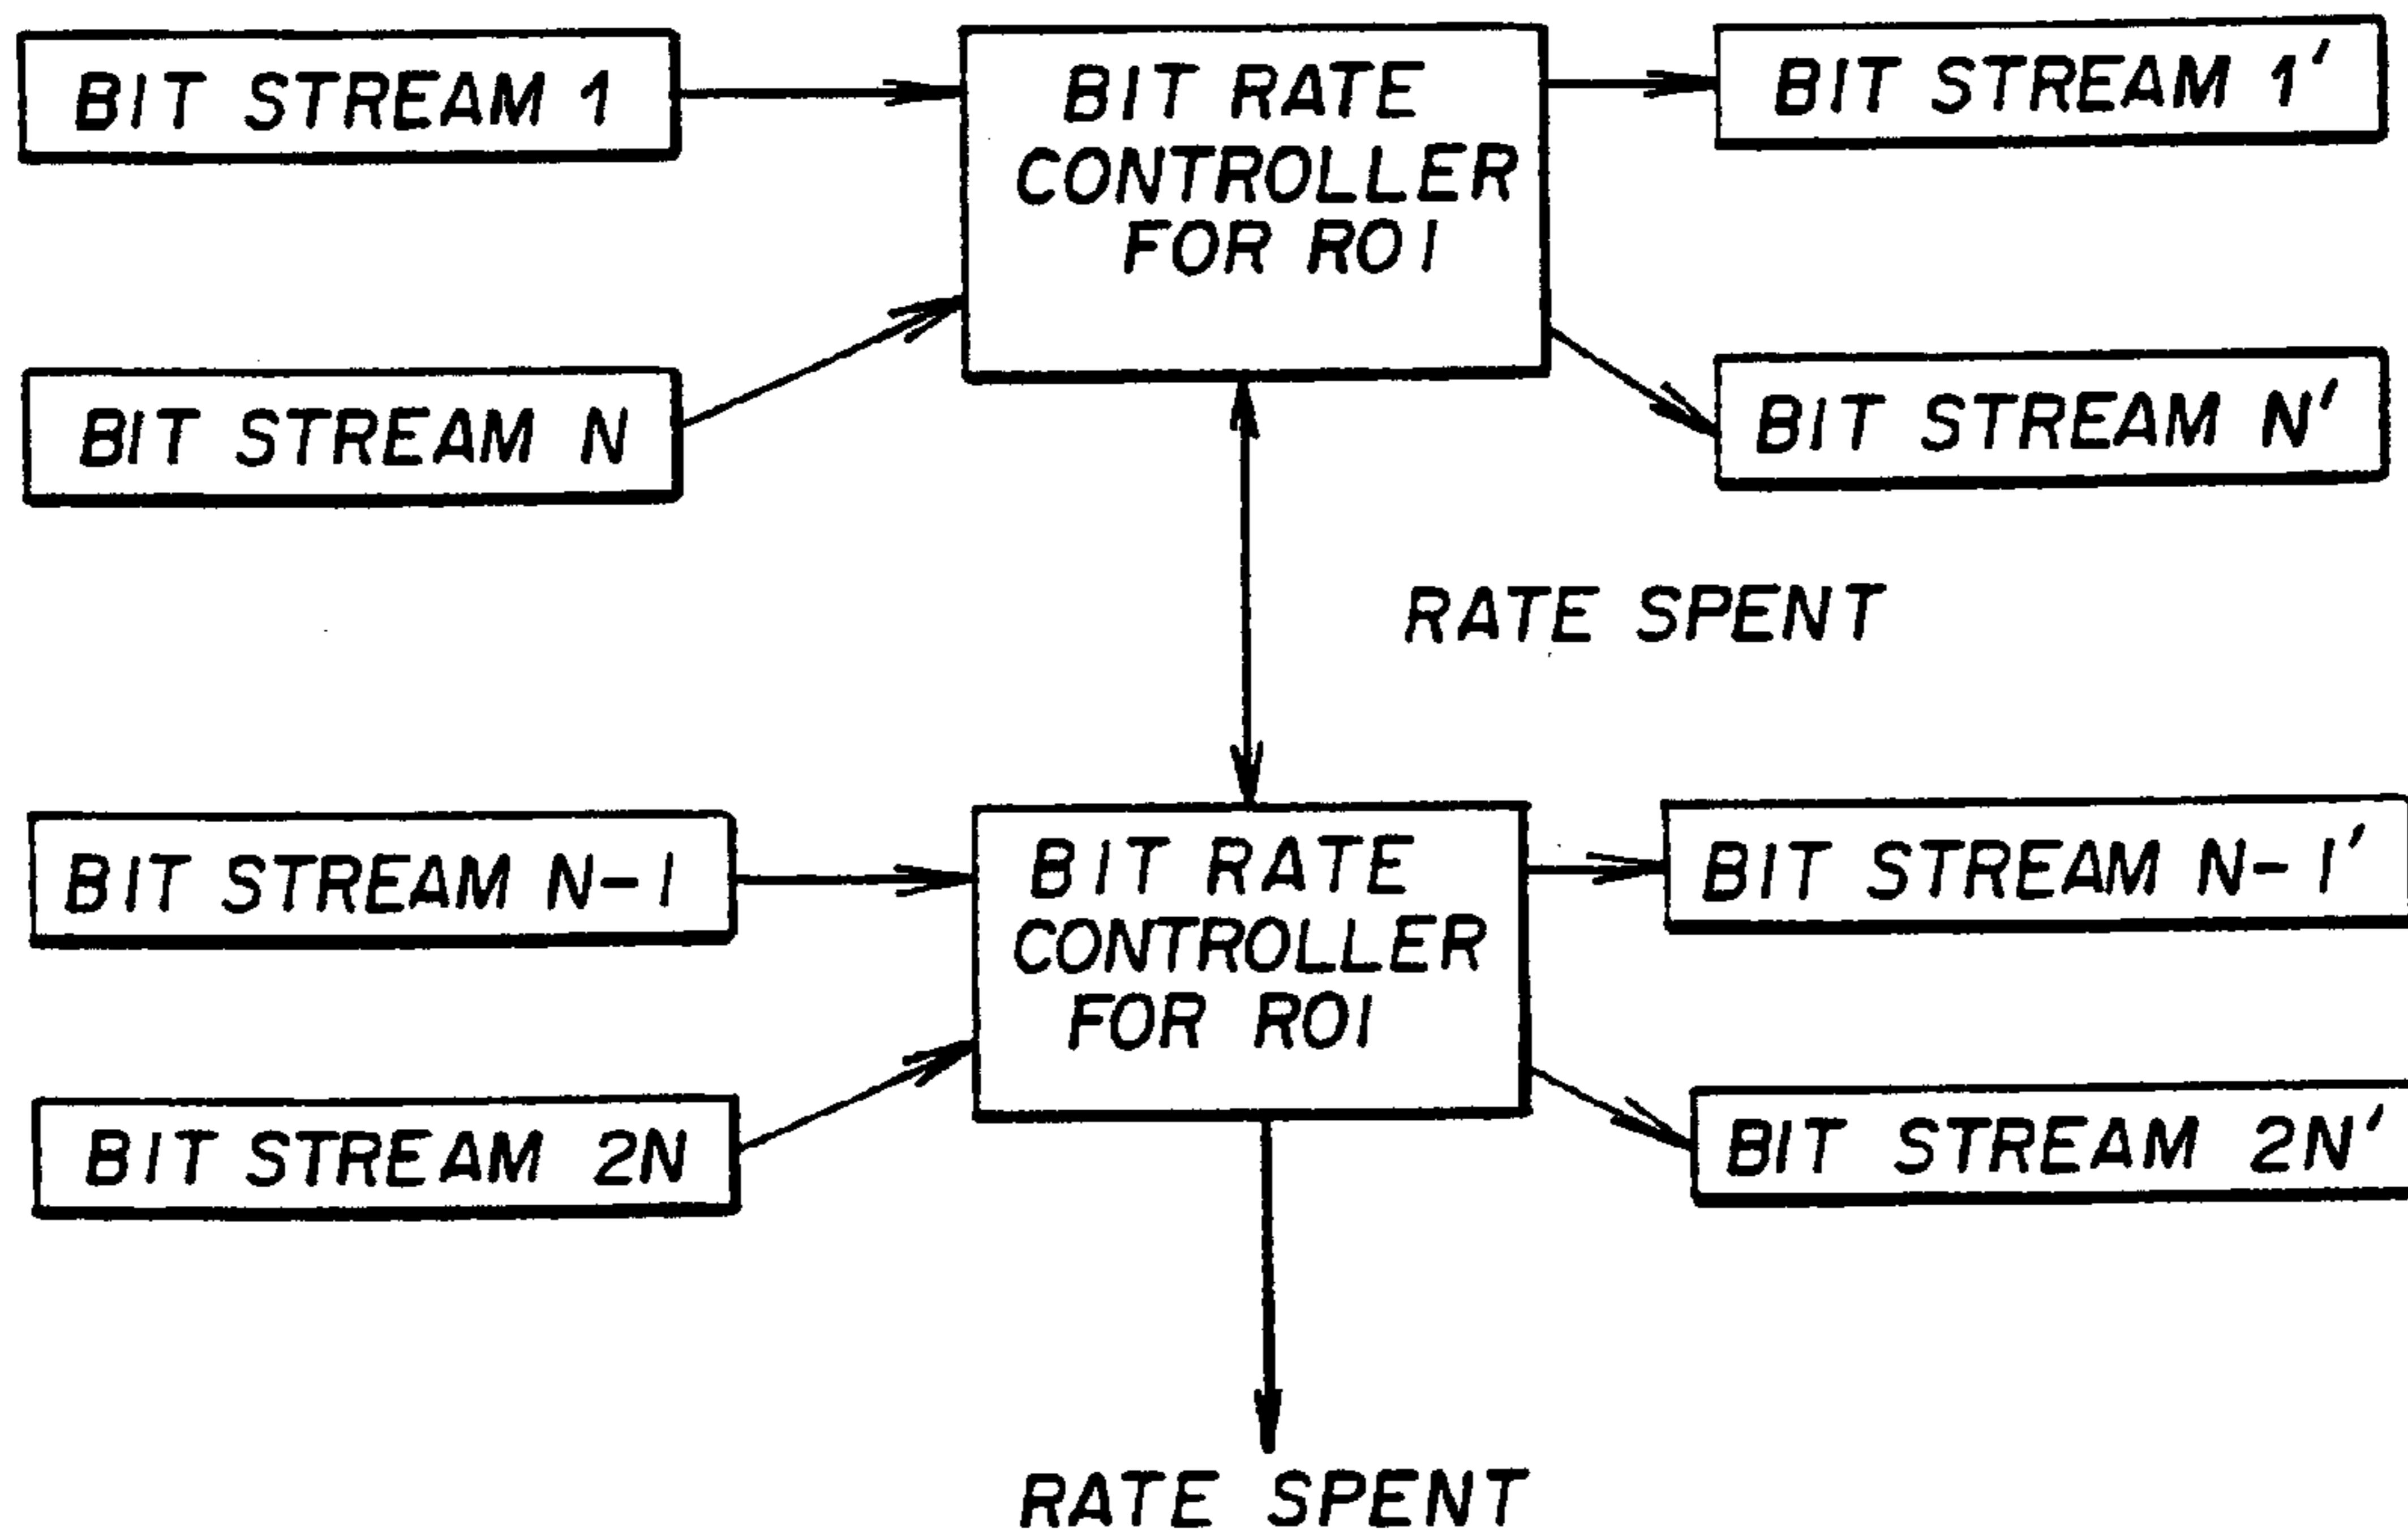 BIT STREAM 1
BIT RATE
CONTROLLER
FOR ROI
BIT STREAM 1'
BIT STREAM N
BIT STREAM N'
RATE SPENT
BIT STREAM N-1
BIT RATE
CONTROLLER
FOR ROI
BIT STREAM N-1'
BIT STREAM 2N
BIT STREAM 2N'
RATE SPENT